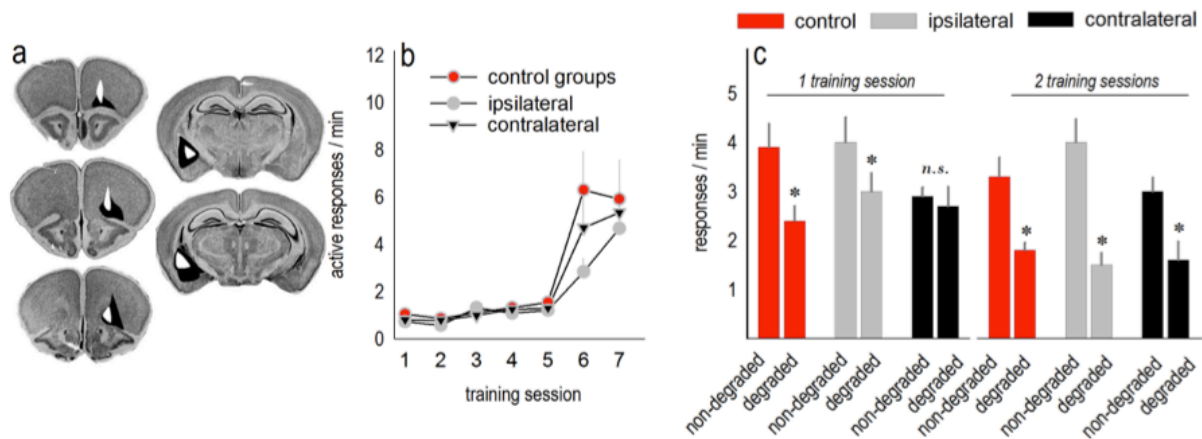 control ipsilateral contralateral
a
b
c
12
10
8
6
4
2
0
active responses / min
control groups
ipsilateral
contralateral
1 2 3 4 5 6 7
training session
1 training session 2 training sessions
5
4
3
2
1
responses / min
* * n.s. * * *
non-degraded
degraded
non-degraded
degraded
non-degraded
degraded
non-degraded
degraded
non-degraded
degraded
non-degraded
degraded